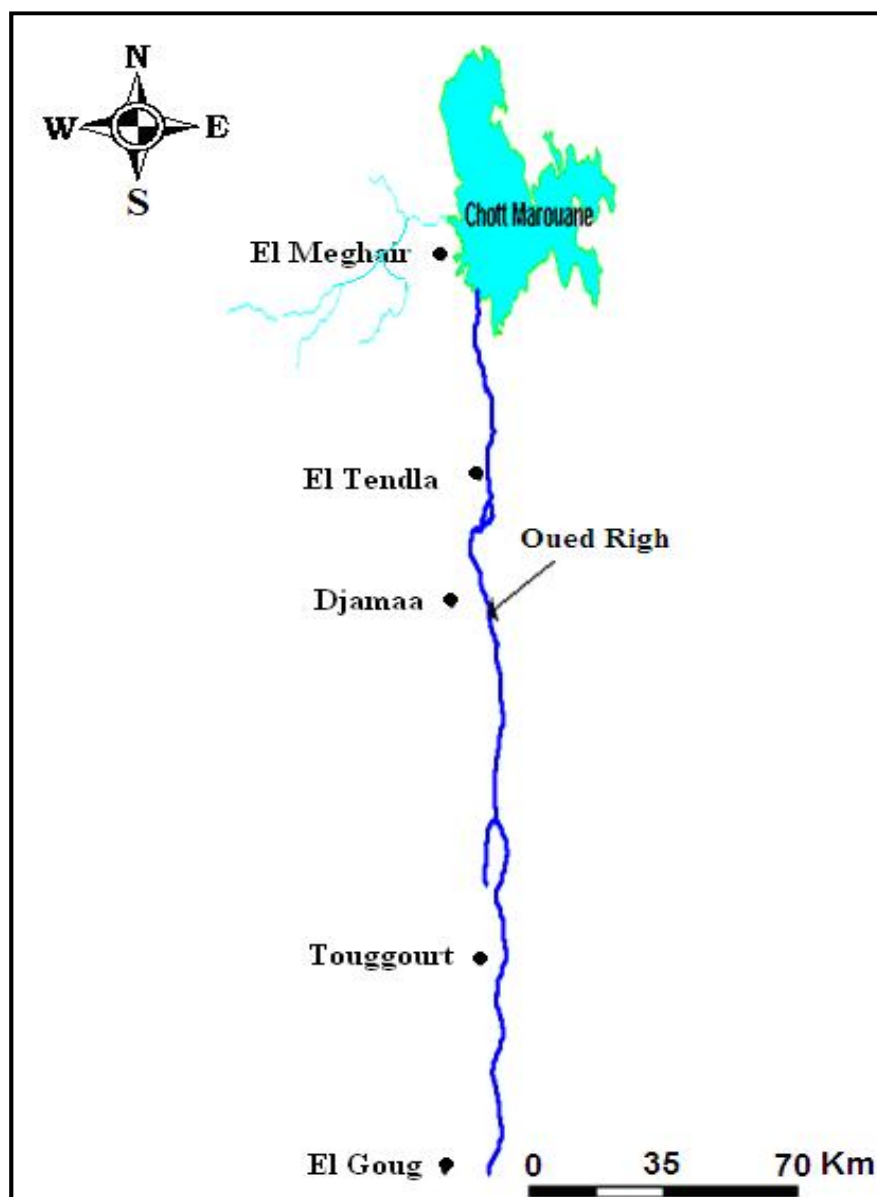 N
W E
S
Chott Marouane
El Meghair
El Tendla
Oued Righ
Djamaa
Touggourt
El Goug
0 35 70 Km